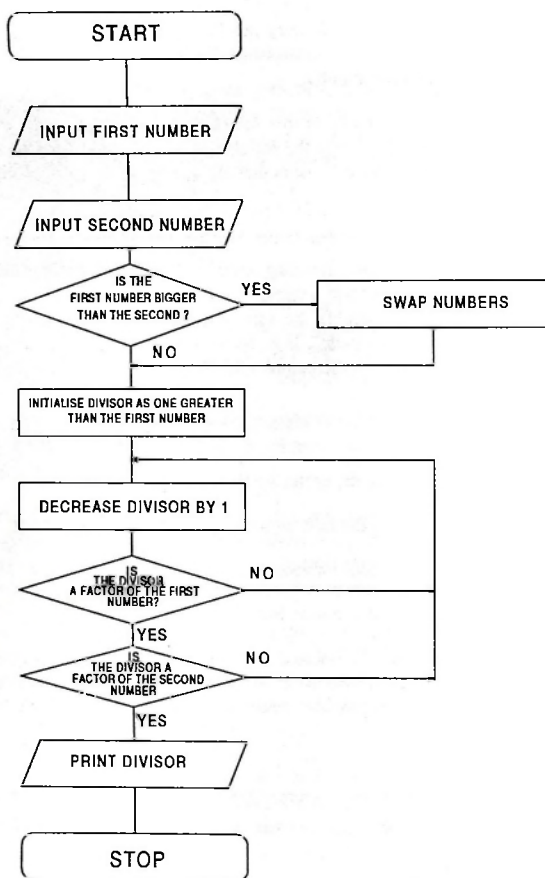 START
INPUT FIRST NUMBER
INPUT SECOND NUMBER
IS THE
FIRST NUMBER BIGGER
THAN THE SECOND ?
YES
SWAP NUMBERS
NO
INITIALISE DIVISOR AS ONE GREATER
THAN THE FIRST NUMBER
DECREASE DIVISOR BY 1
IS
THE DIVISOR
A FACTOR OF THE FIRST
NUMBER?
NO
YES
IS
THE DIVISOR A
FACTOR OF THE SECOND
NUMBER
NO
YES
PRINT DIVISOR
STOP